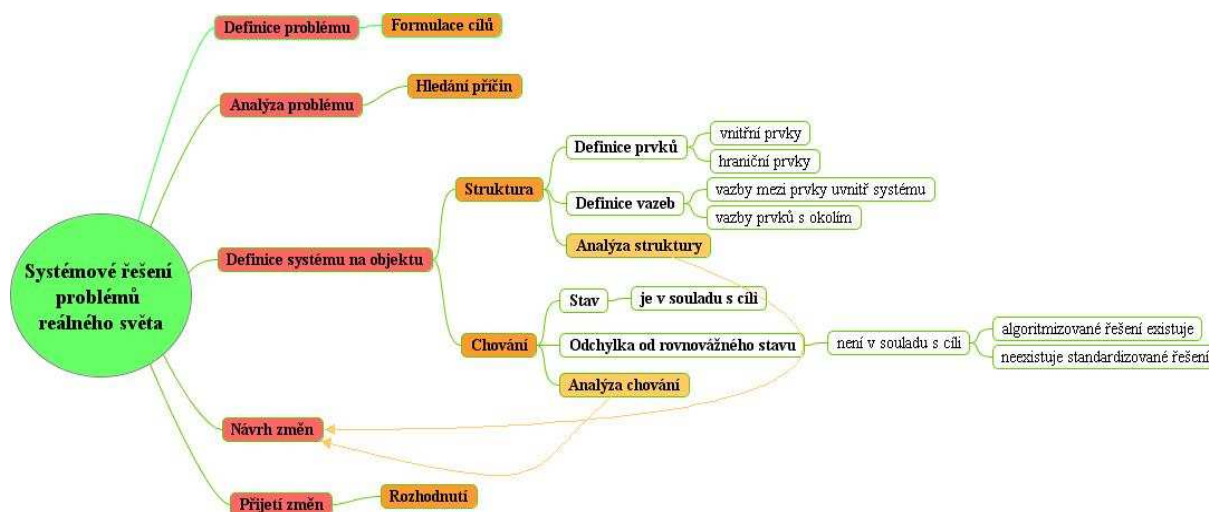 Definice problému
Formulace cílů
Analýza problému
Hledání příčin
Systémové řešení
problémů
reálného světa
Definice systému na objektu
Struktura
Definice prvků
vnitřní prvky
hraniční prvky
Definice vazeb
vazby mezi prvky uvnitř systému
vazby prvků s okolím
Analýza struktury
Chování
Stav
je v souladu s cíli
Odchylka od rovnovážného stavu
není v souladu s cíli
algoritmizované řešení existuje
neexistuje standardizované řešení
Analýza chování
Návrh změn
Přijetí změn
Rozhodnutí